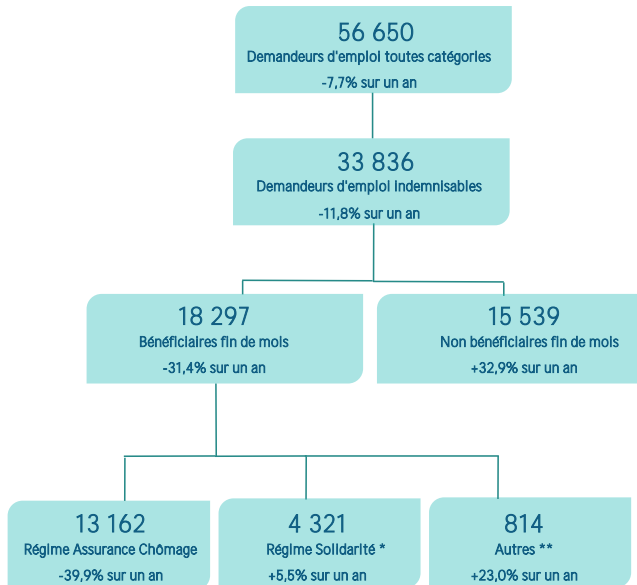 56 650
Demandeurs d'emploi toutes catégories
-7,7% sur un an
33 836
Demandeurs d'emploi indemnisables
-11,8% sur un an
18 297
Bénéficiaires fin de mois
-31,4% sur un an
15 539
Non bénéficiaires fin de mois
+32,9% sur un an
13 162
Régime Assurance Chômage
-39,9% sur un an
4 321
Régime Solidarité *
+5,5% sur un an
814
Autres **
+23,0% sur un an